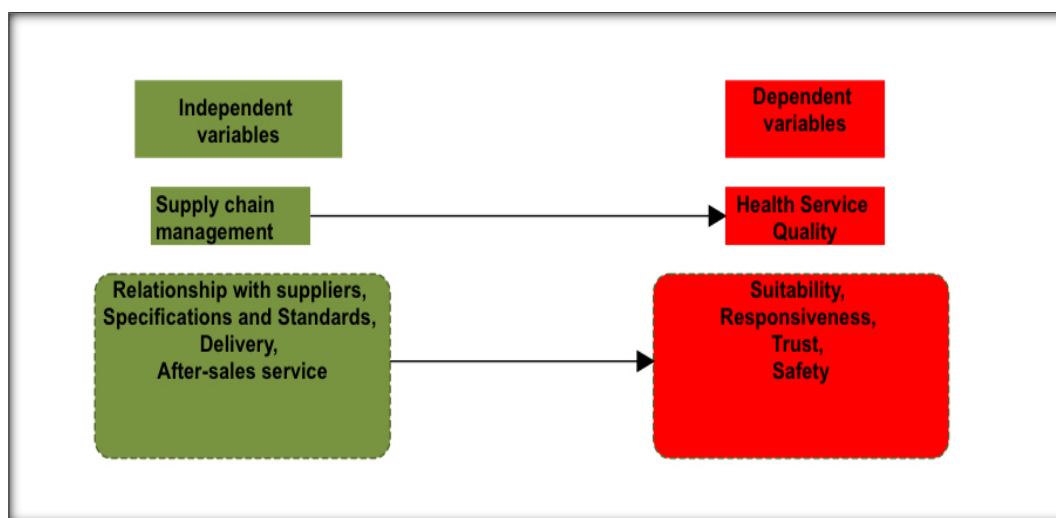 Independent
variables
Dependent
variables
Supply chain
management
Health Service
Quality
Relationship with suppliers,
Specifications and Standards,
Delivery,
After-sales service
Suitability,
Responsiveness,
Trust,
Safety